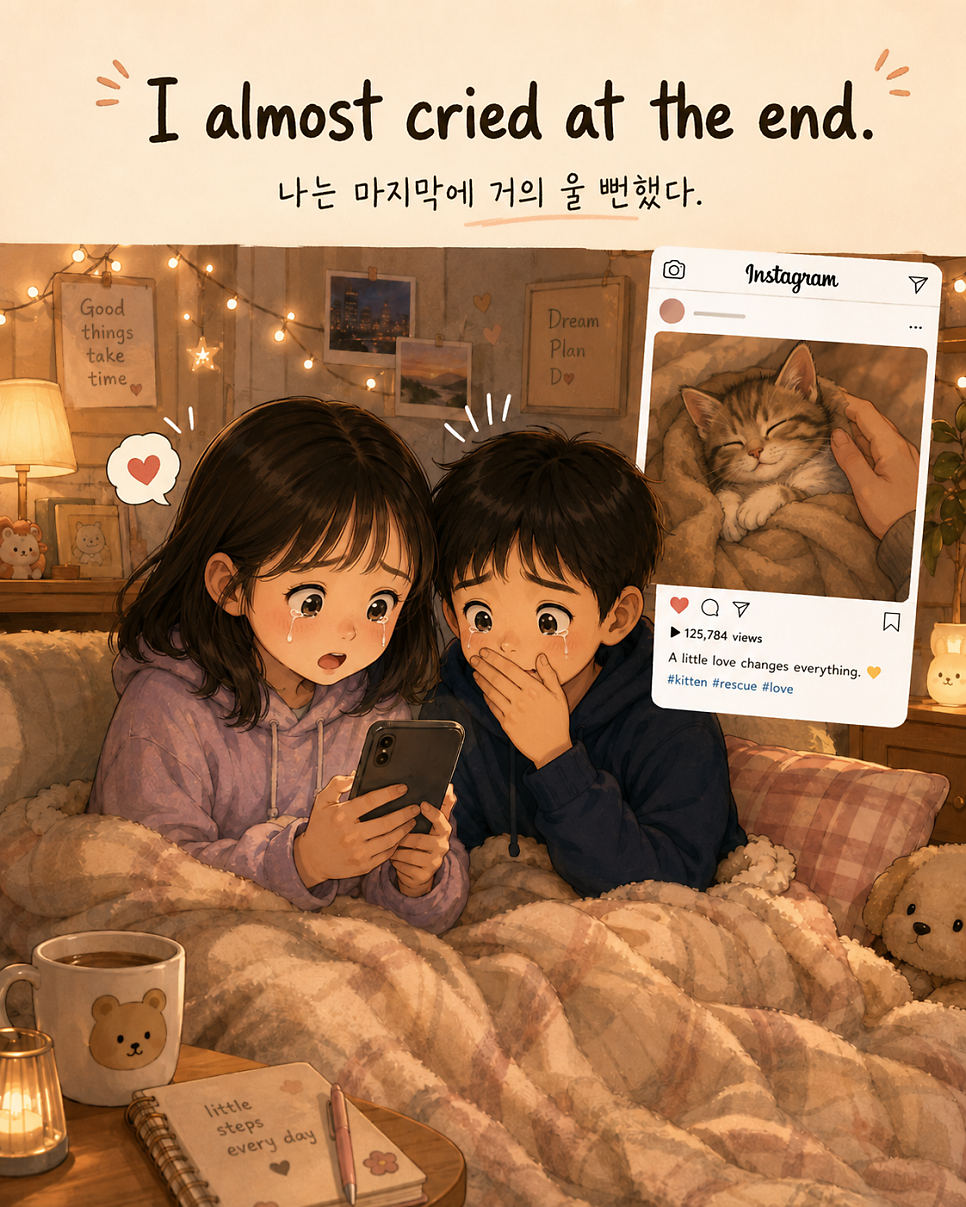 I almost cried at the end.
나는 마지막에 거의 울 뻔했다.
Good
things
take
time
Dream
Plan
D♥
Instagram
125,784 views
A little love changes everything. 💛
#kitten #rescue #love
little
steps
every day